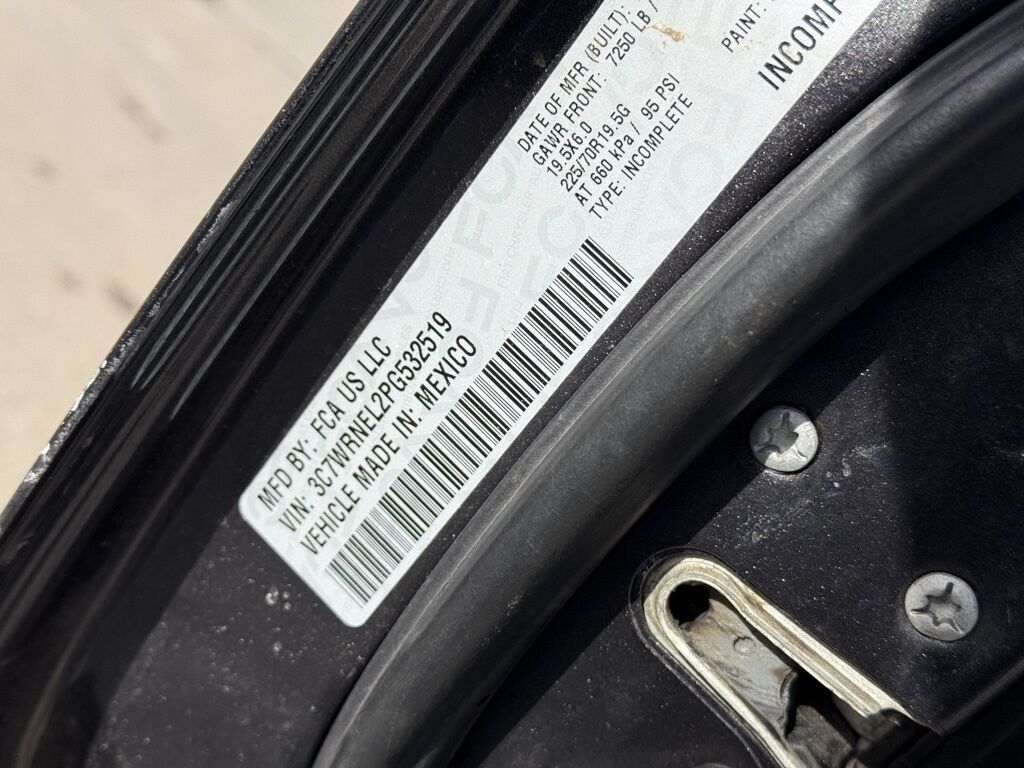 MFD BY: FCA US LLC
VIN: 3C7WRNEL2PG532519
VEHICLE MADE IN: MEXICO
DATE OF MFR (BUILT):
GAWR FRONT: 7250 LB /
19.5X6.0
225/70R19.5G
AT 660 kPa / 95 PSI
TYPE: INCOMPLETE
PAINT: